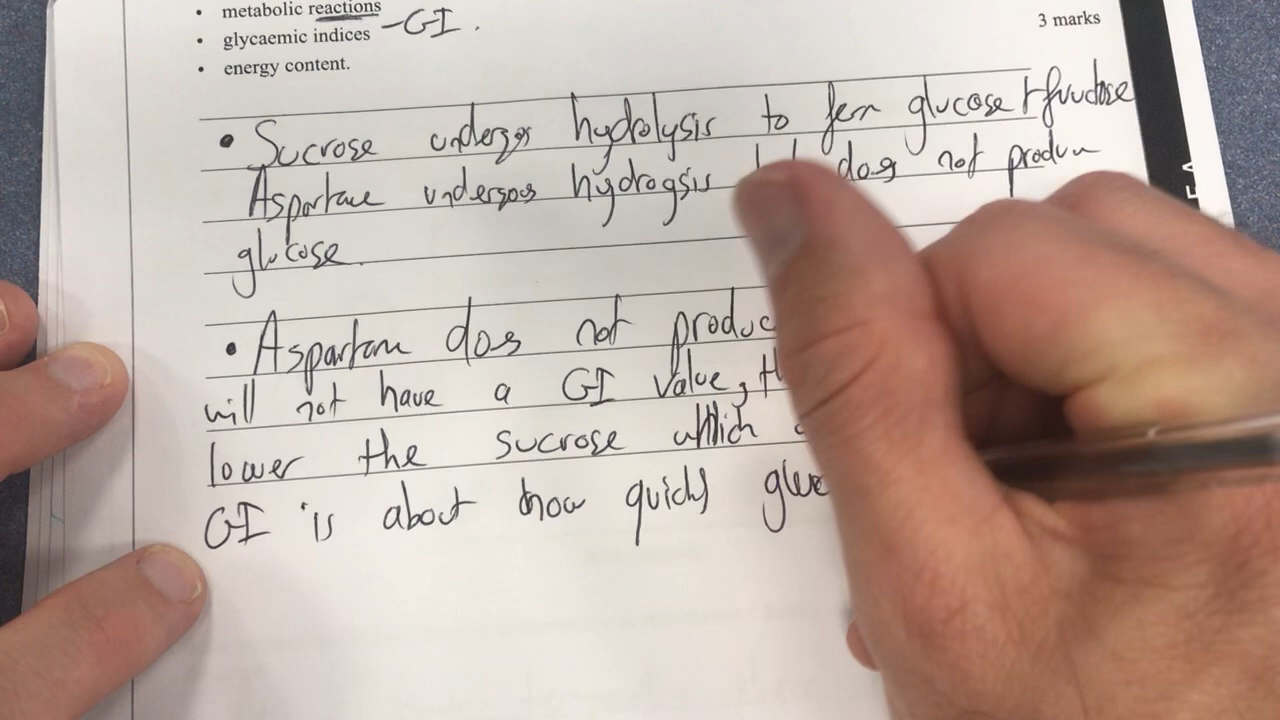 • metabolic reactions
• glycaemic indices -GI.
• energy content.
3 marks
• Sucrose undergoes hydrolysis to form glucose + fructose
Aspartame undergoes hydrogsis does not produce
glucose.
• Aspartame does not produc
will not have a GI value,
lower the sucrose which
GI is about how quickly